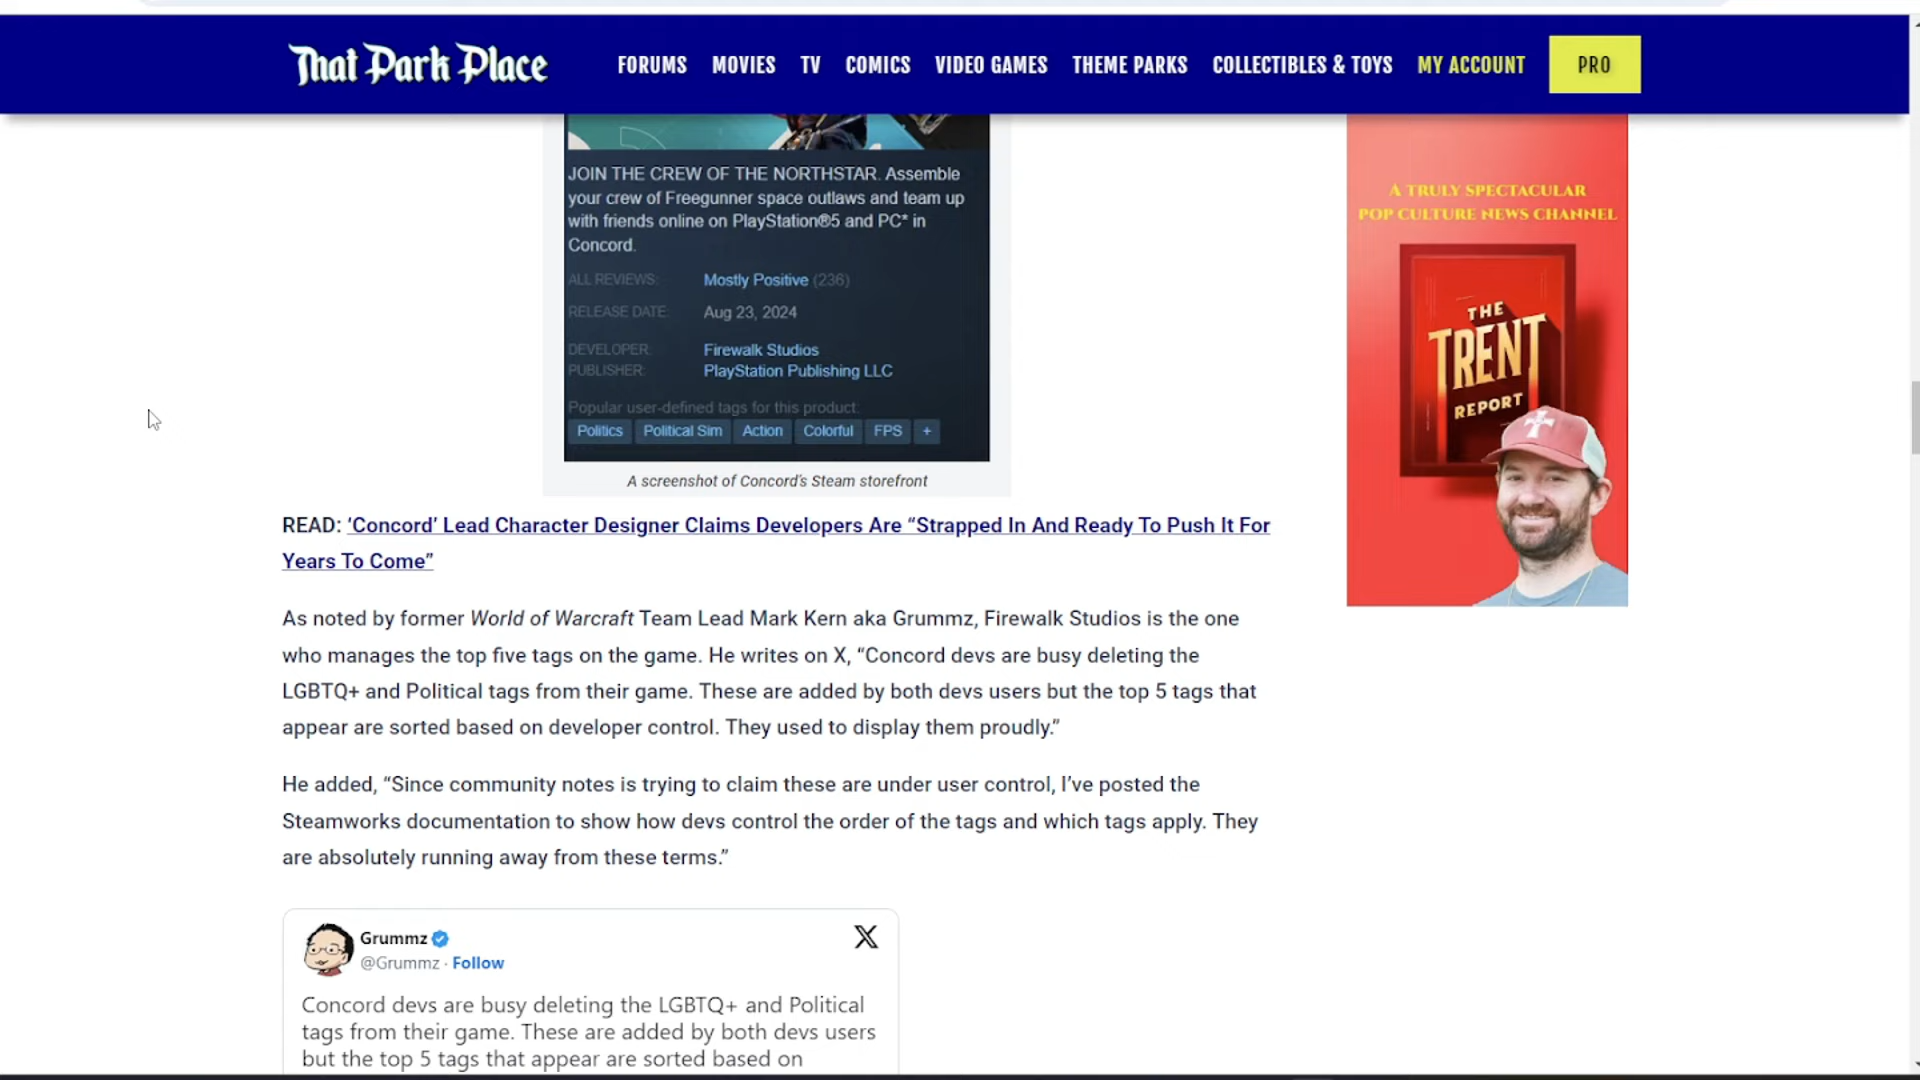 That Park Place
FORUMS MOVIES TV COMICS VIDEO GAMES THEME PARKS COLLECTIBLES & TOYS MY ACCOUNT PRO
JOIN THE CREW OF THE NORTHSTAR. Assemble
your crew of Freegunner space outlaws and team up
with friends online on PlayStation®5 and PC* in
Concord.
ALL REVIEWS: Mostly Positive (236)
RELEASE DATE: Aug 23, 2024
DEVELOPER: Firewalk Studios
PUBLISHER: PlayStation Publishing LLC
Popular user-defined tags for this product:
Politics Political Sim Action Colorful FPS +
A screenshot of Concord's Steam storefront
A TRULY SPECTACULAR
POP CULTURE NEWS CHANNEL
THE
TRENT
REPORT
READ: ‘Concord’ Lead Character Designer Claims Developers Are “Strapped In And Ready To Push It For
Years To Come”
As noted by former World of Warcraft Team Lead Mark Kern aka Grummz, Firewalk Studios is the one
who manages the top five tags on the game. He writes on X, “Concord devs are busy deleting the
LGBTQ+ and Political tags from their game. These are added by both devs users but the top 5 tags that
appear are sorted based on developer control. They used to display them proudly.”
He added, “Since community notes is trying to claim these are under user control, I’ve posted the
Steamworks documentation to show how devs control the order of the tags and which tags apply. They
are absolutely running away from these terms.”
Grummz
@Grummz · Follow
Concord devs are busy deleting the LGBTQ+ and Political
tags from their game. These are added by both devs users
but the top 5 tags that appear are sorted based on